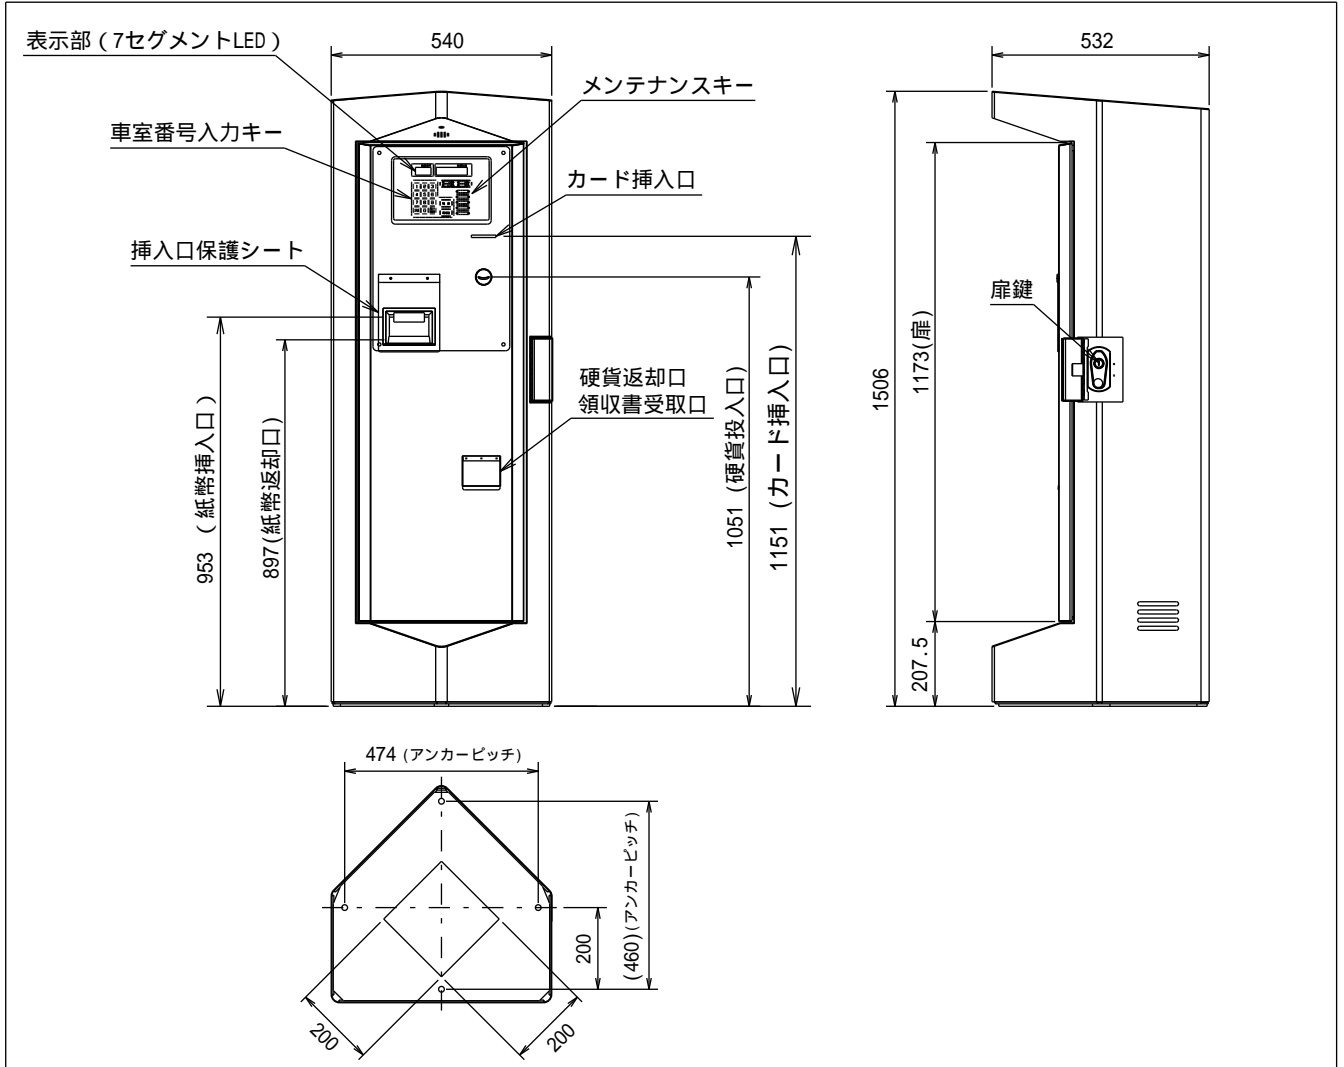 表示部（7セグメントLED）
540
532
メンテナンスキー
車室番号入力キー
カード挿入口
挿入口保護シート
扉鍵
硬貨返却口
領収書受取口
953 （紙幣挿入口）
897(紙幣返却口)
1051 (硬貨投入口)
1151 (カード挿入口)
1506
1173(扉)
207.5
474 (アンカーピッチ)
(460)(アンカーピッチ)
200
200
200